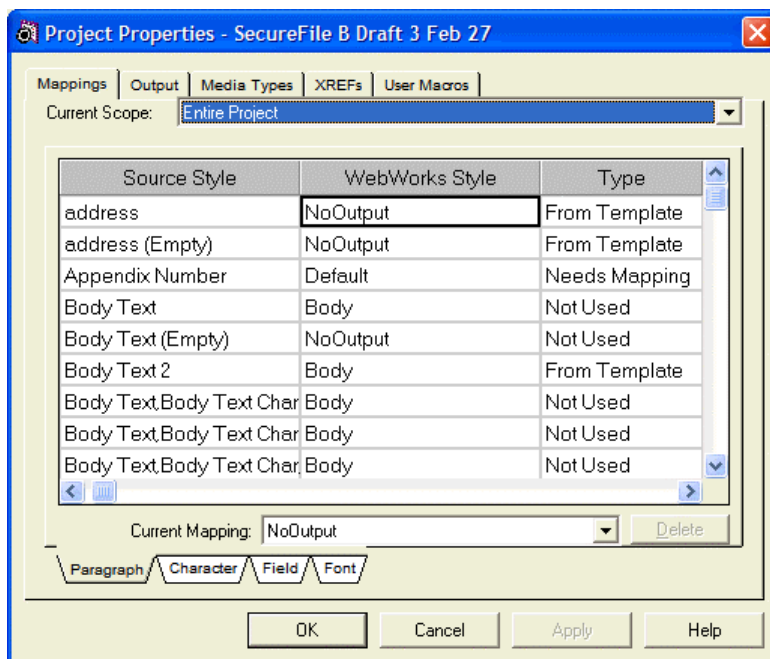 Project Properties - SecureFile B Draft 3 Feb 27
Mappings Output Media Types XREFs User Macros
Current Scope: Entire Project
Source Style WebWorks Style Type
address NoOutput From Template
address (Empty) NoOutput From Template
Appendix Number Default Needs Mapping
Body Text Body Not Used
Body Text (Empty) NoOutput Not Used
Body Text 2 Body From Template
Body Text,Body Text Char Body Not Used
Body Text,Body Text Char Body Not Used
Body Text,Body Text Char, Body Not Used
Current Mapping: NoOutput Delete
Paragraph Character Field Font
OK Cancel Apply Help